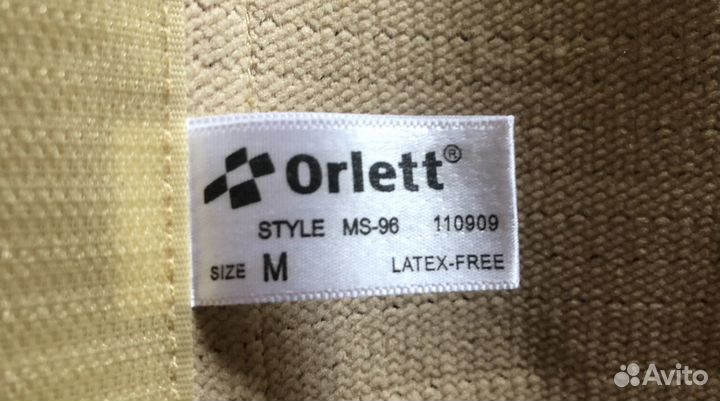 Orlett®
STYLE MS-96 110909
SIZE M LATEX-FREE
Avito